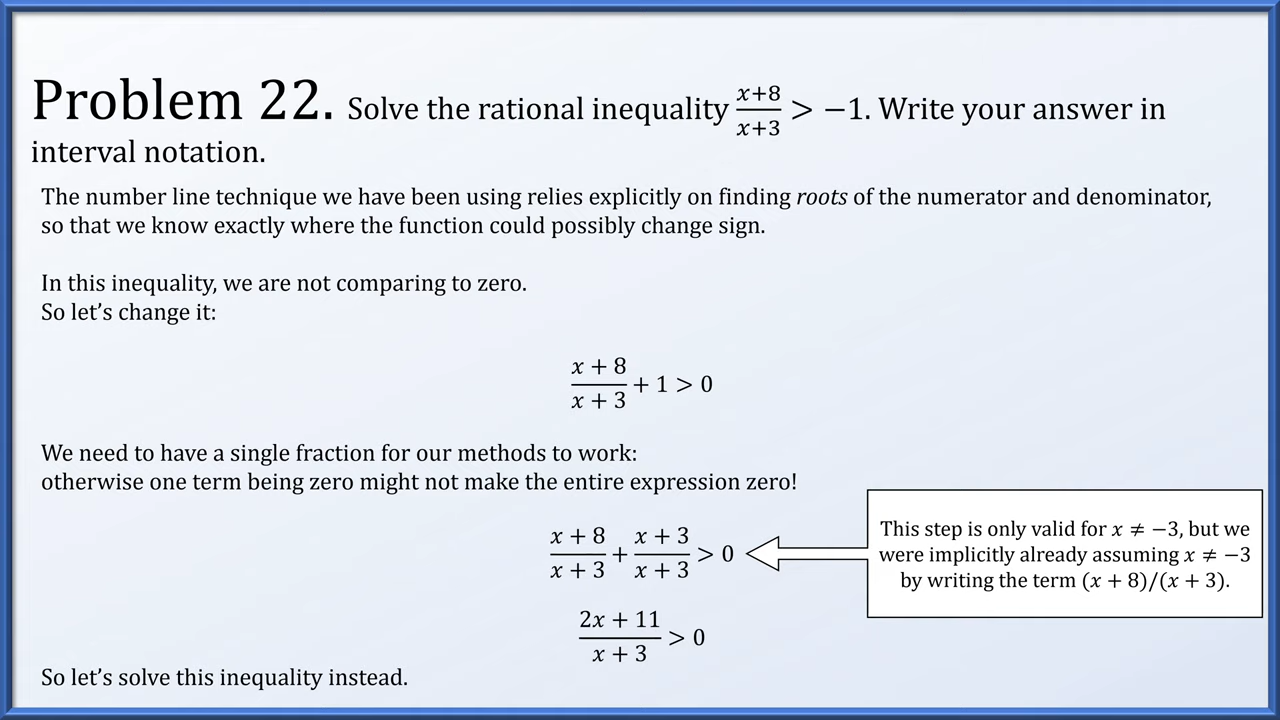 Problem 22. Solve the rational inequality (x+8)/(x+3) > −1. Write your answer in
interval notation.
The number line technique we have been using relies explicitly on finding roots of the numerator and denominator,
so that we know exactly where the function could possibly change sign.
In this inequality, we are not comparing to zero.
So let’s change it:
(x + 8)/(x + 3) + 1 > 0
We need to have a single fraction for our methods to work:
otherwise one term being zero might not make the entire expression zero!
(x + 8)/(x + 3) + (x + 3)/(x + 3) > 0
This step is only valid for x ≠ −3, but we
were implicitly already assuming x ≠ −3
by writing the term (x + 8)/(x + 3).
(2x + 11)/(x + 3) > 0
So let’s solve this inequality instead.